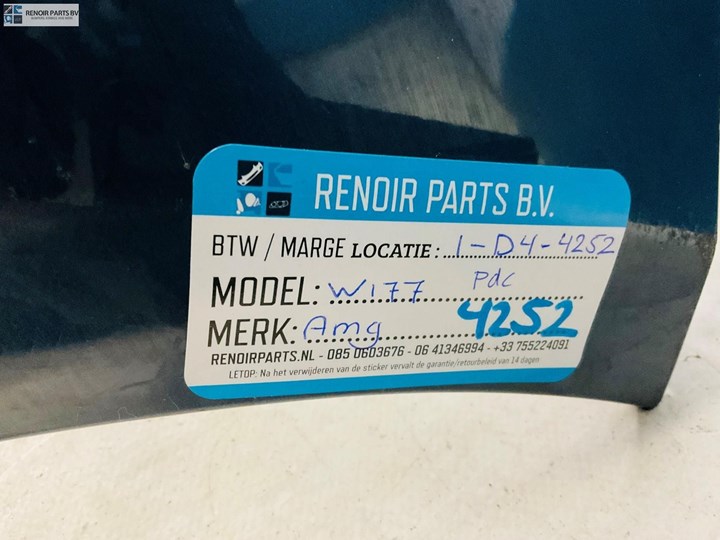 RENOIR PARTS BV.
RENOIR PARTS B.V.
BTW / MARGE LOCATIE: 1-D4-4252
MODEL: W177 pdc
MERK: Amg 4252
RENOIRPARTS.NL - 085 0603676 - 06 41346994 - +33 755224091
LETOP: Na het verwijderen van de sticker vervalt de garantie/retourbeleid van 14 dagen